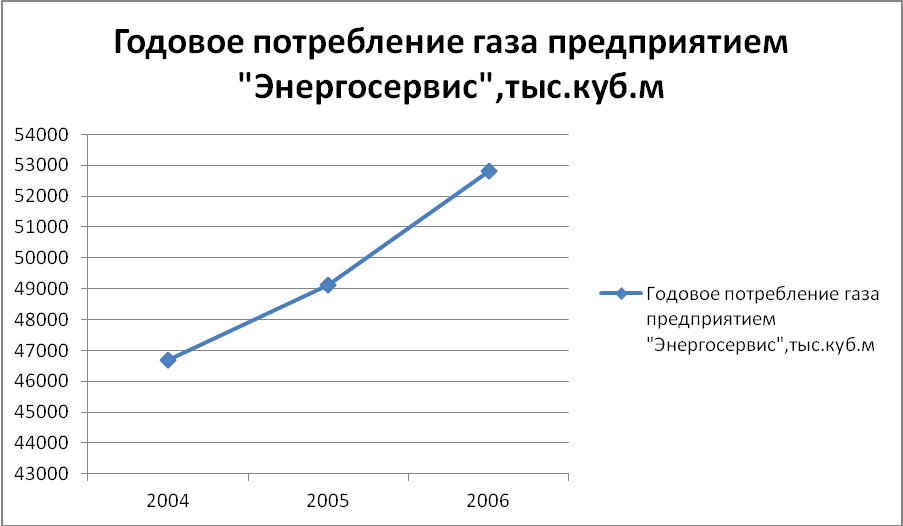 Годовое потребление газа предприятием
"Энергосервис",тыс.куб.м
54000
53000
52000
51000
50000
49000
48000
47000
46000
45000
44000
43000
2004 2005 2006
Годовое потребление газа
предприятием
"Энергосервис",тыс.куб.м